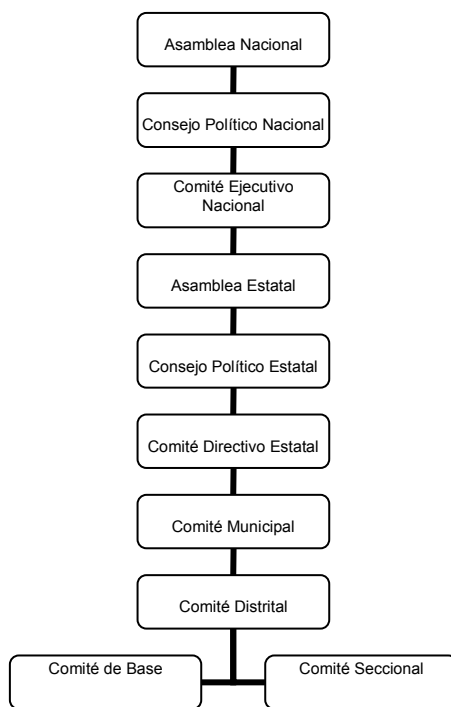 Asamblea Nacional
Consejo Político Nacional
Comité Ejecutivo
Nacional
Asamblea Estatal
Consejo Político Estatal
Comité Directivo Estatal
Comité Municipal
Comité Distrital
Comité de Base
Comité Seccional